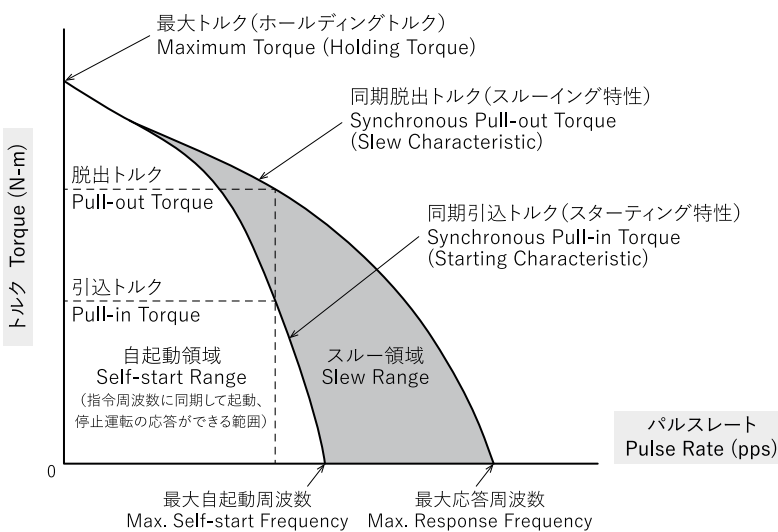 最大トルク(ホールディングトルク)
Maximum Torque (Holding Torque)
同期脱出トルク(スルーイング特性)
Synchronous Pull-out Torque
(Slew Characteristic)
脱出トルク
Pull-out Torque
同期引込トルク(スターティング特性)
Synchronous Pull-in Torque
(Starting Characteristic)
トルク Torque (N-m)
引込トルク
Pull-in Torque
自起動領域
Self-start Range
(指令周波数に同期して起動、
停止運転の応答ができる範囲)
スルー領域
Slew Range
パルスレート
Pulse Rate (pps)
0
最大自起動周波数
Max. Self-start Frequency
最大応答周波数
Max. Response Frequency